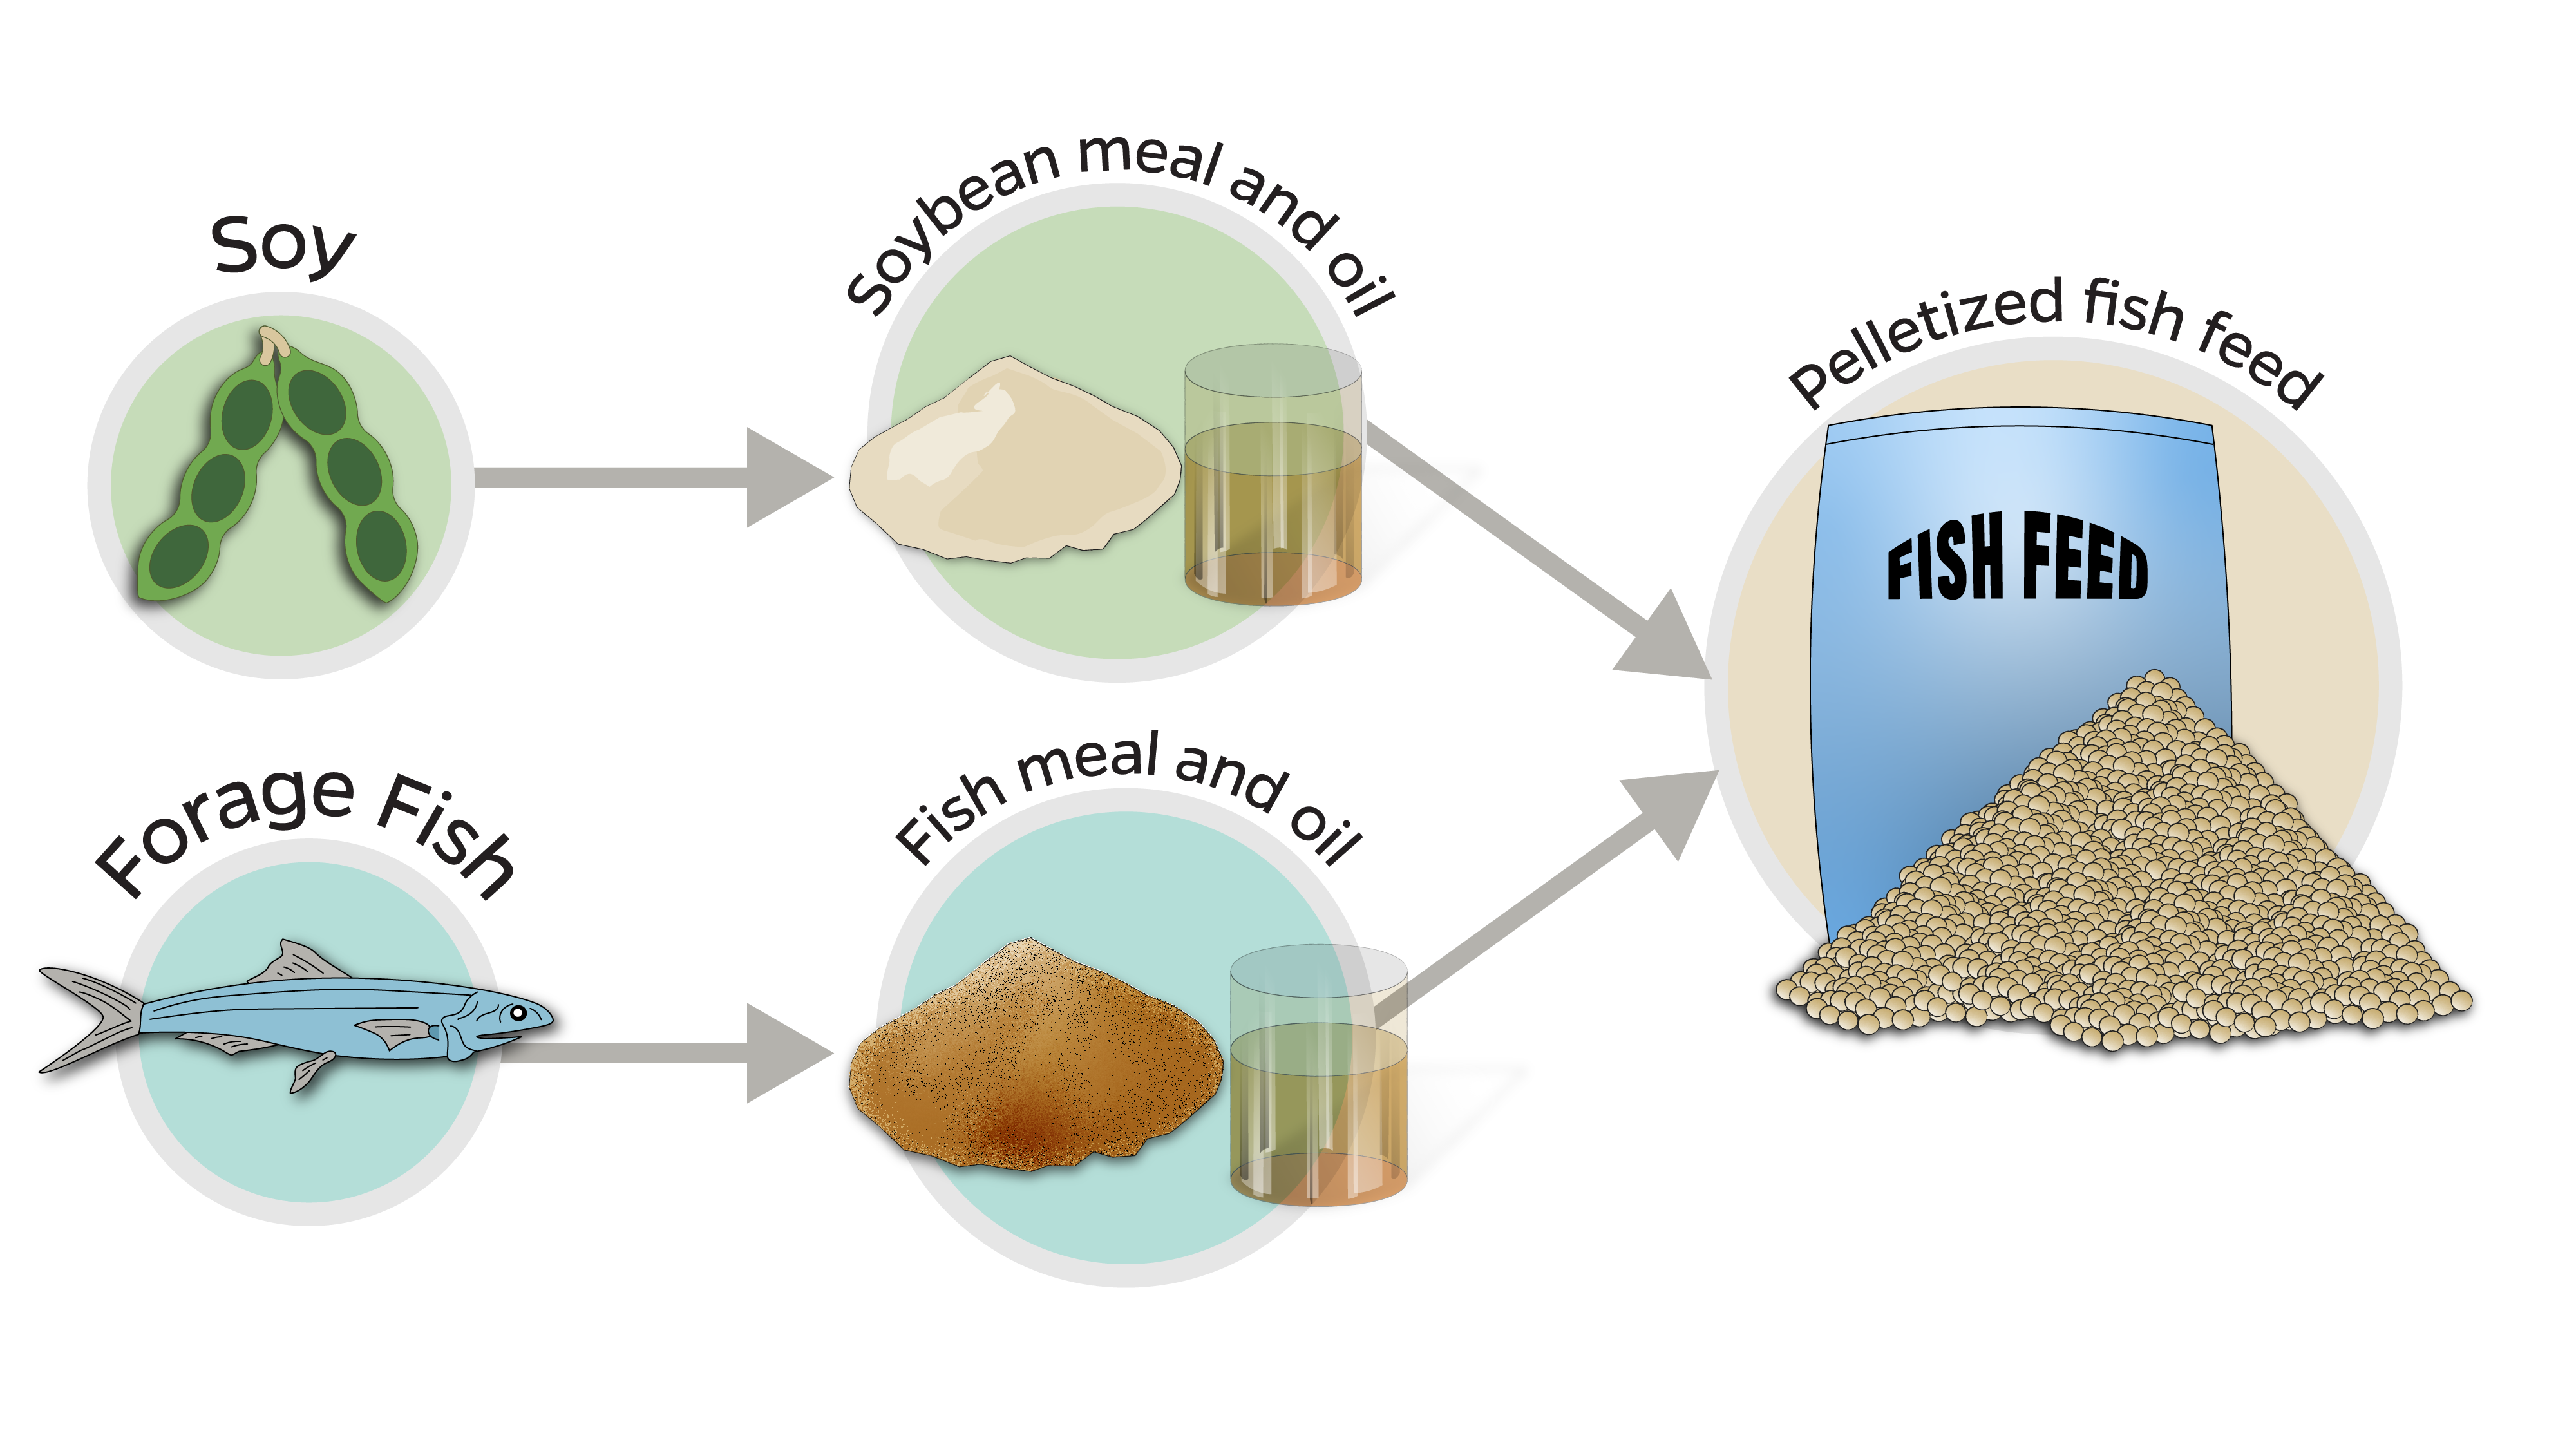 Soy
Soybean meal and oil
Pelletized fish feed
FISH FEED
Forage Fish
Fish meal and oil